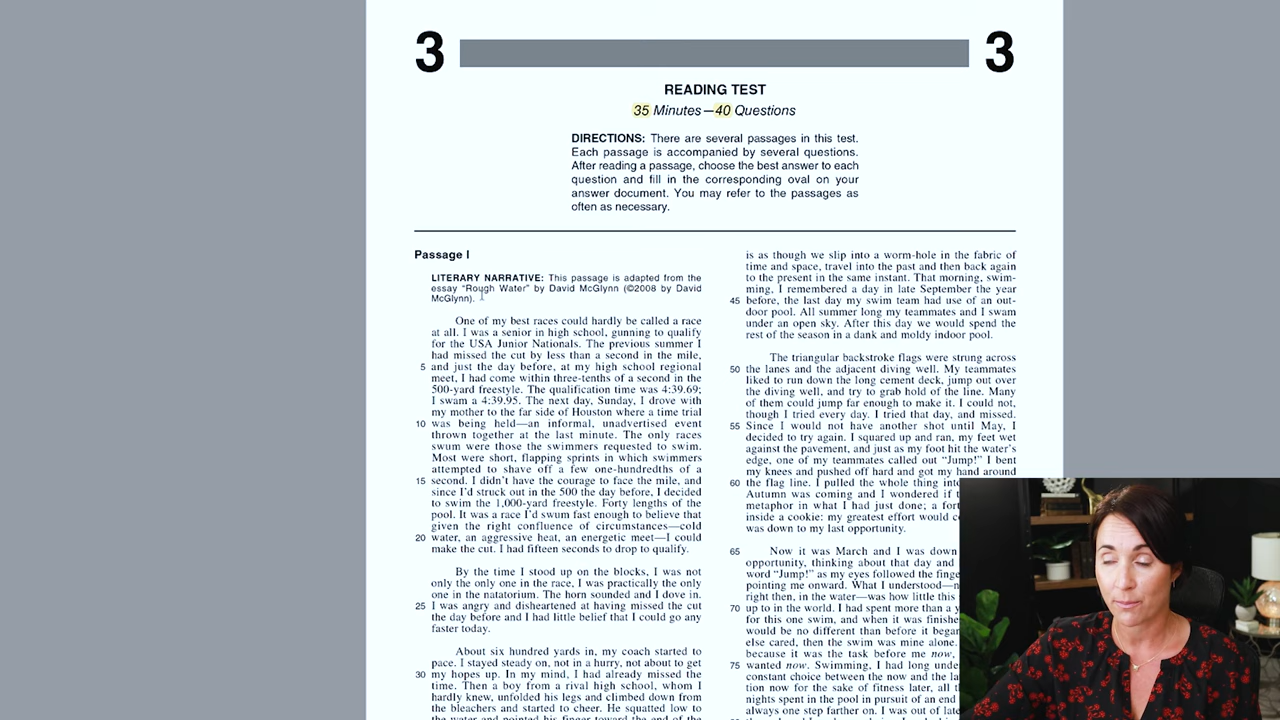 3 3
READING TEST
35 Minutes—40 Questions
DIRECTIONS: There are several passages in this test.
Each passage is accompanied by several questions.
After reading a passage, choose the best answer to each
question and fill in the corresponding oval on your
answer document. You may refer to the passages as
often as necessary.
Passage I
LITERARY NARRATIVE: This passage is adapted from the
essay “Rough Water” by David McGlynn (©2008 by David
McGlynn).
One of my best races could hardly be called a race
at all. I was a senior in high school, gunning to qualify
for the USA Junior Nationals. The previous summer I
had missed the cut by less than a second in the mile,
5 and just the day before, at my high school regional
meet, I had come within three-tenths of a second in the
500-yard freestyle. The qualification time was 4:39.69;
I swam a 4:39.95. The next day, Sunday, I drove with
my mother to the far side of Houston where a time trial
10 was being held—an informal, unadvertised event
thrown together at the last minute. The only races
swum were those the swimmers requested to swim.
Most were short, flapping sprints in which swimmers
attempted to shave off a few one-hundredths of a
15 second. I didn’t have the courage to face the mile, and
since I’d struck out in the 500 the day before, I decided
to swim the 1,000-yard freestyle. Forty lengths of the
pool. It was a race I’d swum fast enough to believe that
given the right confluence of circumstances—cold
20 water, an aggressive heat, an energetic meet—I could
make the cut. I had fifteen seconds to drop to qualify.
By the time I stood up on the blocks, I was not
only the only one in the race, I was practically the only
one in the natatorium. The horn sounded and I dove in.
25 I was angry and disheartened at having missed the cut
the day before and I had little belief that I could go any
faster today.
About six hundred yards in, my coach started to
pace. I stayed steady on, not in a hurry, not about to get
30 my hopes up. In my mind, I had already missed the
time. Then a boy from a rival high school, whom I
hardly knew, unfolded his legs and climbed down from
the bleachers and started to cheer. He squatted low to
the water and pointed his finger toward the end of the
is as though we slip into a worm-hole in the fabric of
time and space, travel into the past and then back again
to the present in the same instant. That morning, swim-
ming, I remembered a day in late September the year
45 before, the last day my swim team had use of an out-
door pool. All summer long my teammates and I swam
under an open sky. After this day we would spend the
rest of the season in a dank and moldy indoor pool.
The triangular backstroke flags were strung across
50 the lanes and the adjacent diving well. My teammates
liked to run down the long cement deck, jump out over
the diving well, and try to grab hold of the line. Many
of them could jump far enough to make it. I could not,
though I tried every day. I tried that day, and missed.
55 Since I would not have another shot until May, I
decided to try again. I squared up and ran, my feet wet
against the pavement, and just as my foot hit the water’s
edge, one of my teammates called out “Jump!” I bent
my knees and pushed off hard and got my hand around
60 the flag line. I pulled the whole thing
Autumn was coming and I wondered if
metaphor in what I had just done; a
inside a cookie: my greatest effort would
was down to my last opportunity.
65 Now it was March and I was down
opportunity, thinking about that day and
word “Jump!” as my eyes followed the
pointing me onward. What I understood—
right then, in the water—was how little this
70 up to in the world. I had spent more than a
for this one swim, and when it was
would be no different than before it
else cared, then the swim was mine alone.
because it was the task before me now,
75 wanted now. Swimming, I had long
constant choice between the now and the
tion now for the sake of fitness later, all
nights spent in the pool in pursuit of an end
always one step farther on. I was out of